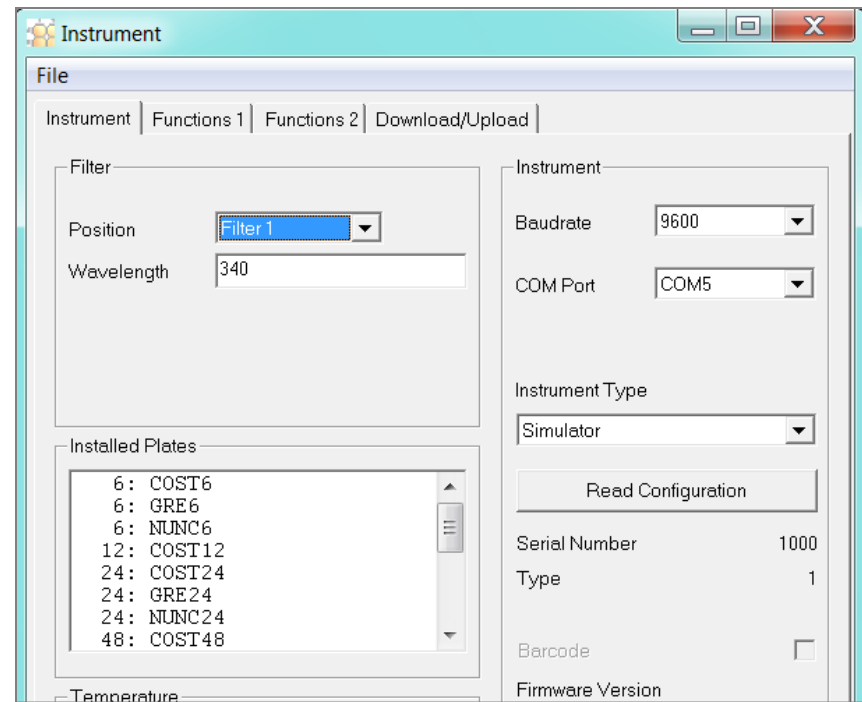 Instrument
File
Instrument Functions 1 Functions 2 Download/Upload
Filter
Position Filter 1
Wavelength 340
Installed Plates
6: COST6
6: GRE6
6: NUNC6
12: COST12
24: COST24
24: GRE24
24: NUNC24
48: COST48
Temperature
Instrument
Baudrate 9600
COM Port COM5
Instrument Type
Simulator
Read Configuration
Serial Number 1000
Type 1
Barcode
Firmware Version